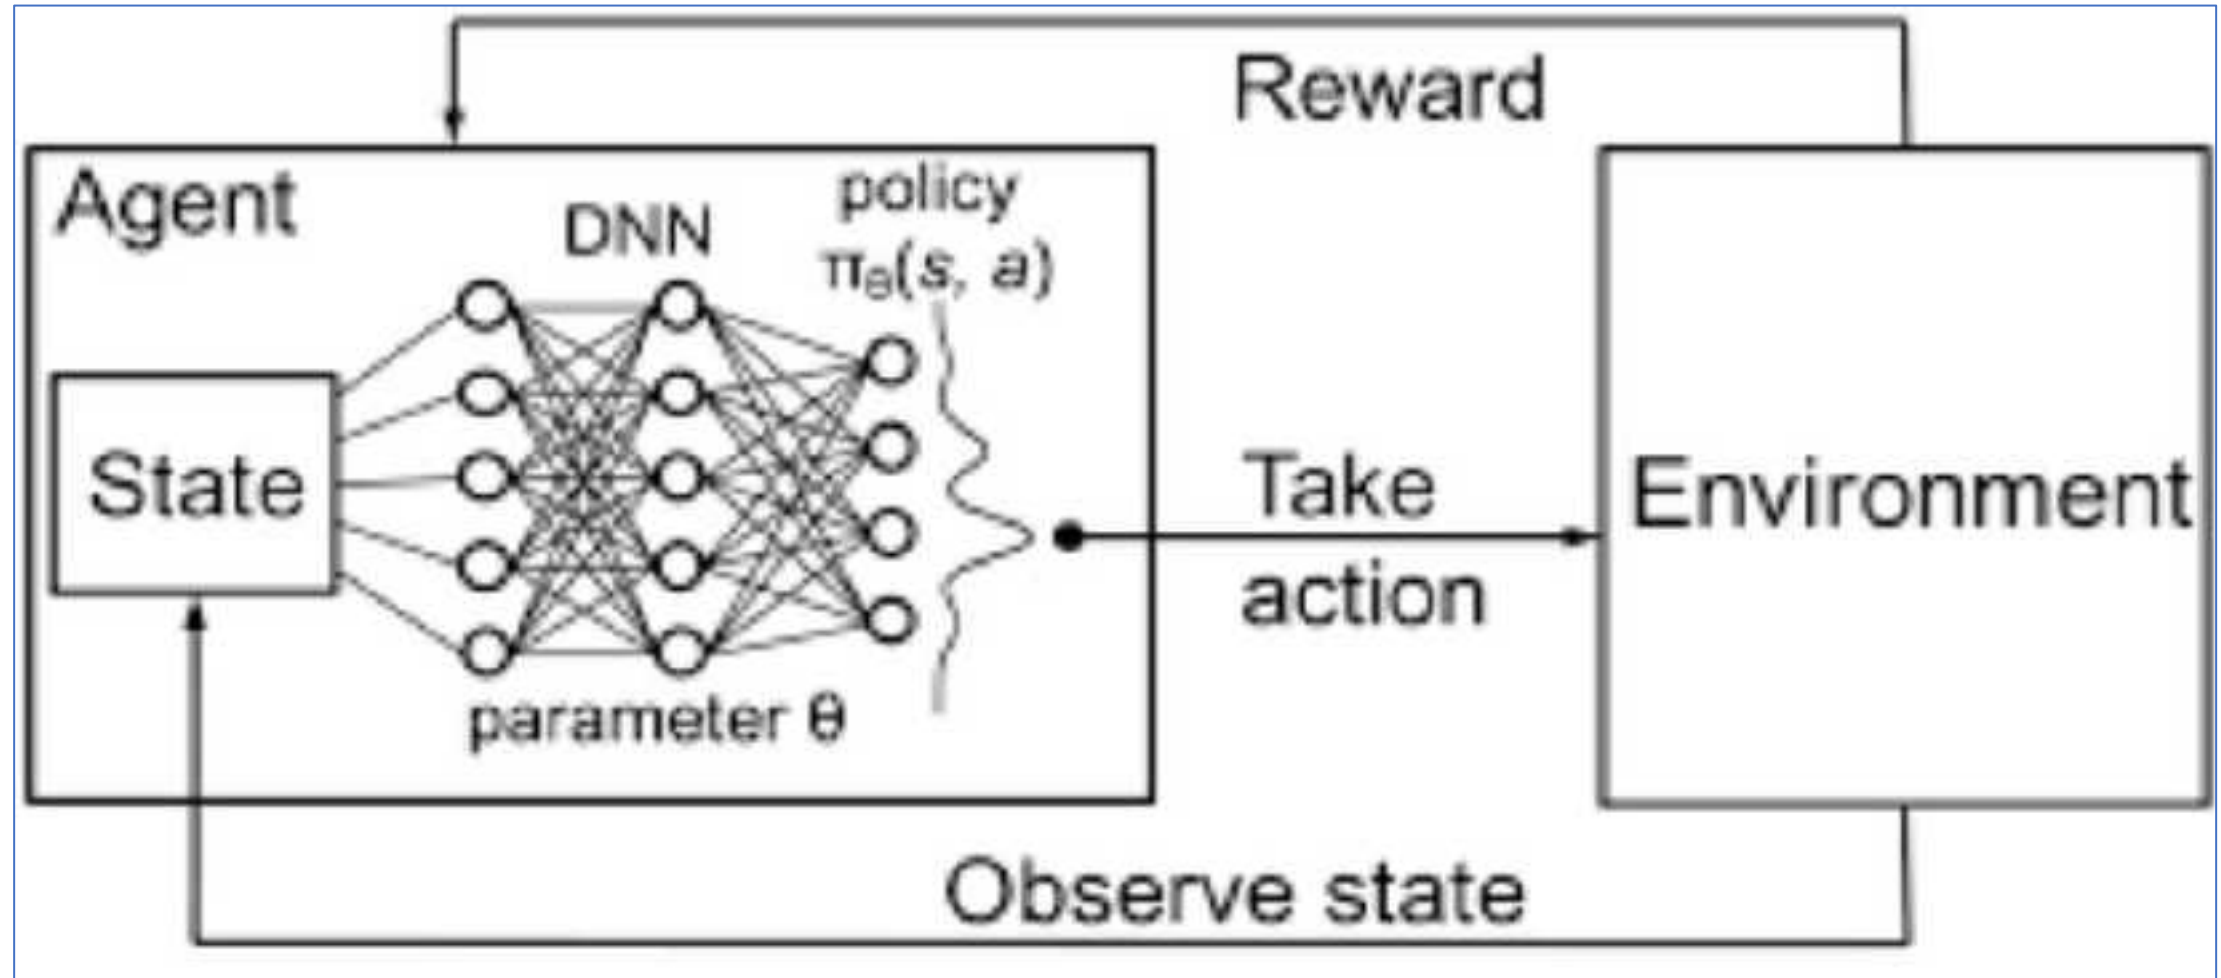 Reward
Agent
policy
DNN
πθ(s, a)
State
Take
action
Environment
parameter θ
Observe state